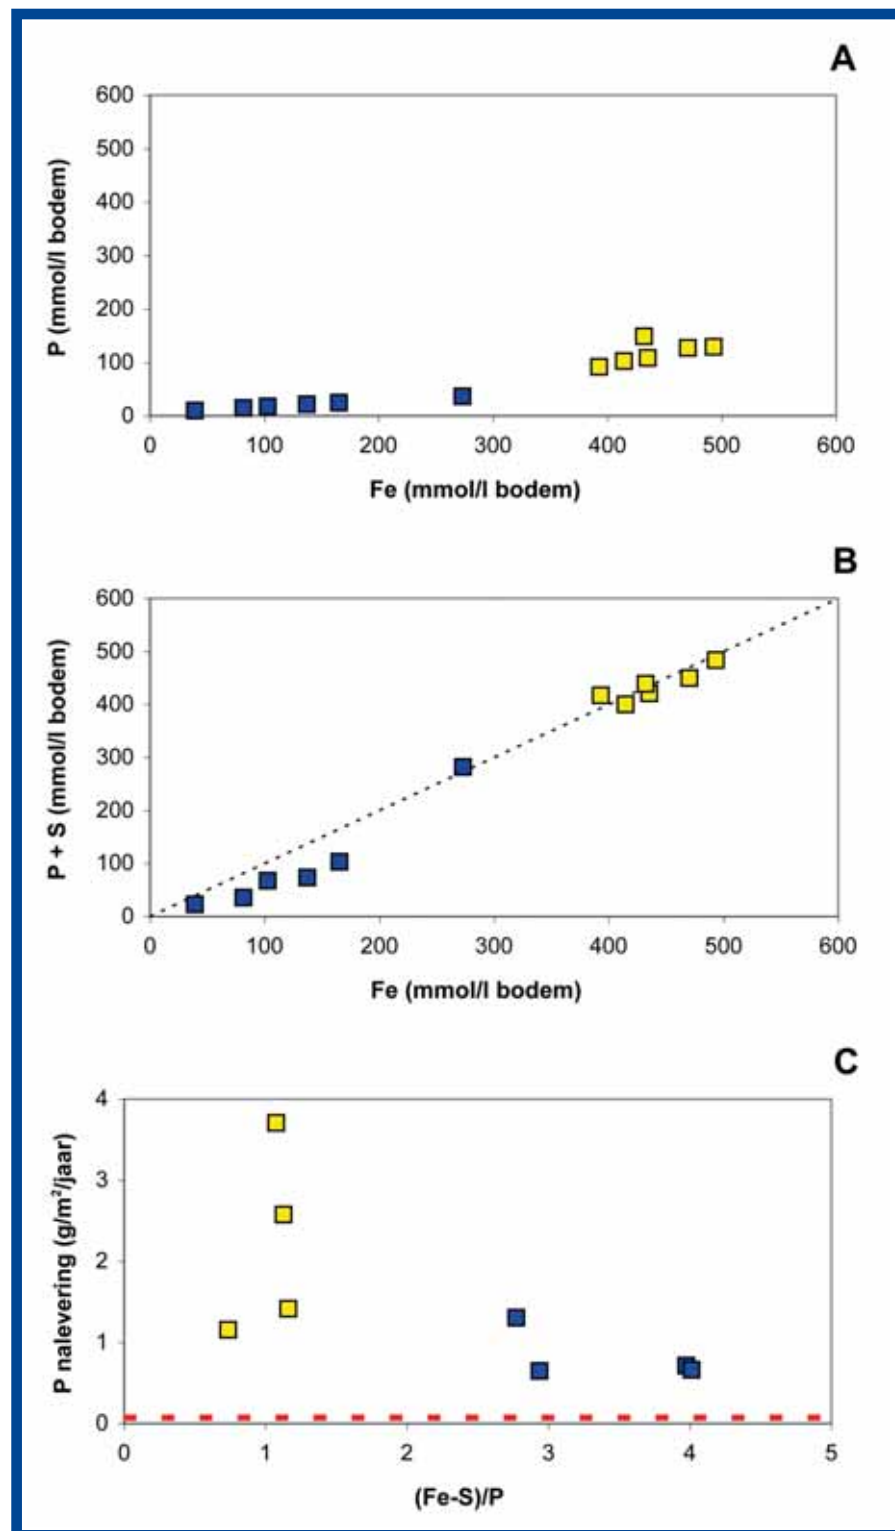 A
600
500
400
300
200
100
0
P (mmol/l bodem)
0 100 200 300 400 500 600
Fe (mmol/l bodem)
B
600
500
400
300
200
100
0
P + S (mmol/l bodem)
0 100 200 300 400 500 600
Fe (mmol/l bodem)
C
4
3
2
1
0
P nalevering (g/m²/jaar)
0 1 2 3 4 5
(Fe-S)/P